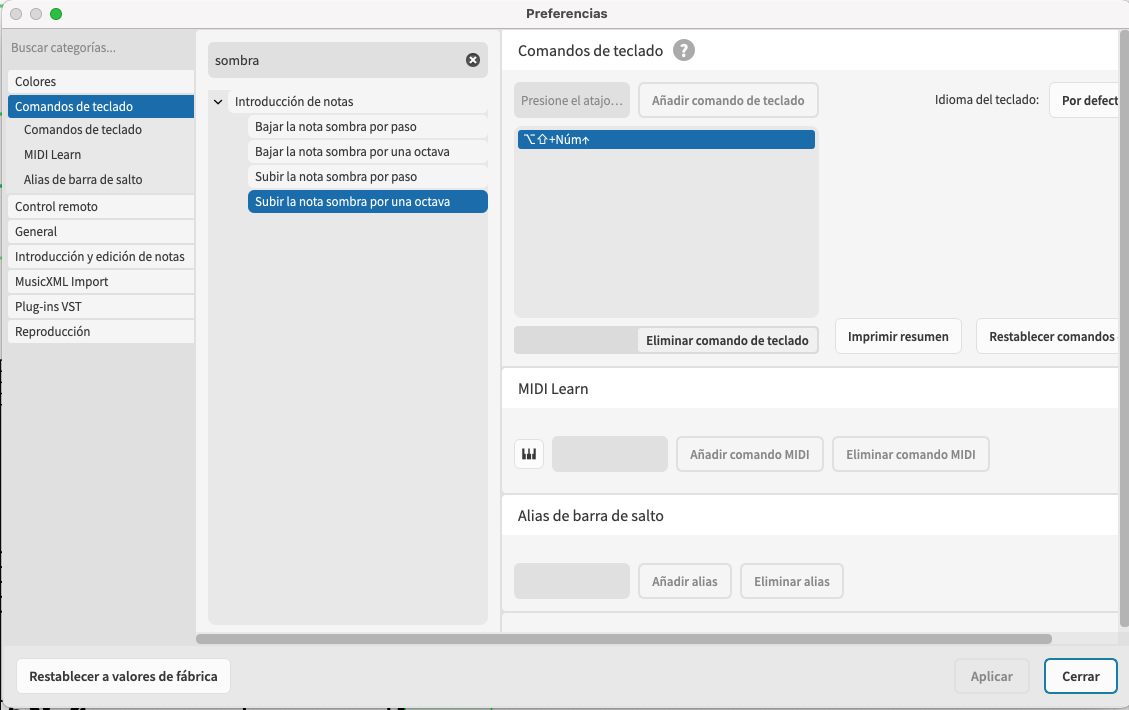 Preferencias
Buscar categorías...
Colores
Comandos de teclado
Comandos de teclado
MIDI Learn
Alias de barra de salto
Control remoto
General
Introducción y edición de notas
MusicXML Import
Plug-ins VST
Reproducción
sombra
Introducción de notas
Bajar la nota sombra por paso
Bajar la nota sombra por una octava
Subir la nota sombra por paso
Subir la nota sombra por una octava
Comandos de teclado ?
Presione el atajo... Añadir comando de teclado Idioma del teclado: Por defect
⌥⇧+Núm↑
Eliminar comando de teclado Imprimir resumen Restablecer comandos
MIDI Learn
Añadir comando MIDI Eliminar comando MIDI
Alias de barra de salto
Añadir alias Eliminar alias
Restablecer a valores de fábrica Aplicar Cerrar